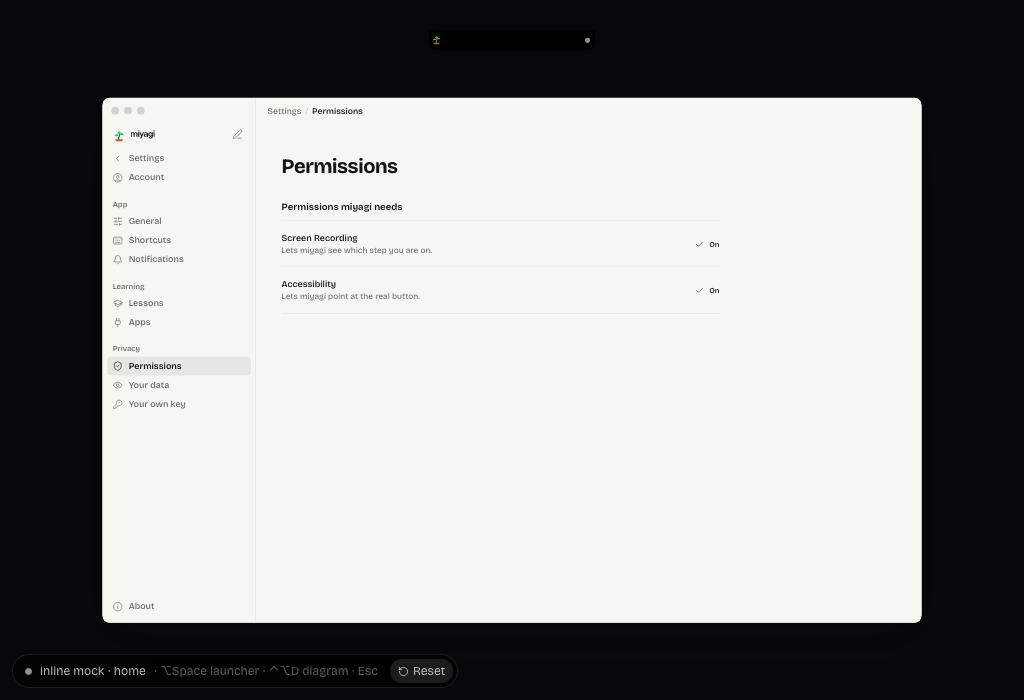 Settings / Permissions
miyagi
Settings
Account
App
General
Shortcuts
Notifications
Learning
Lessons
Apps
Privacy
Permissions
Your data
Your own key
About
Permissions
Permissions miyagi needs
Screen Recording
Lets miyagi see which step you are on.
On
Accessibility
Lets miyagi point at the real button.
On
inline mock · home · ⌥Space launcher · ^⌥D diagram · Esc Reset